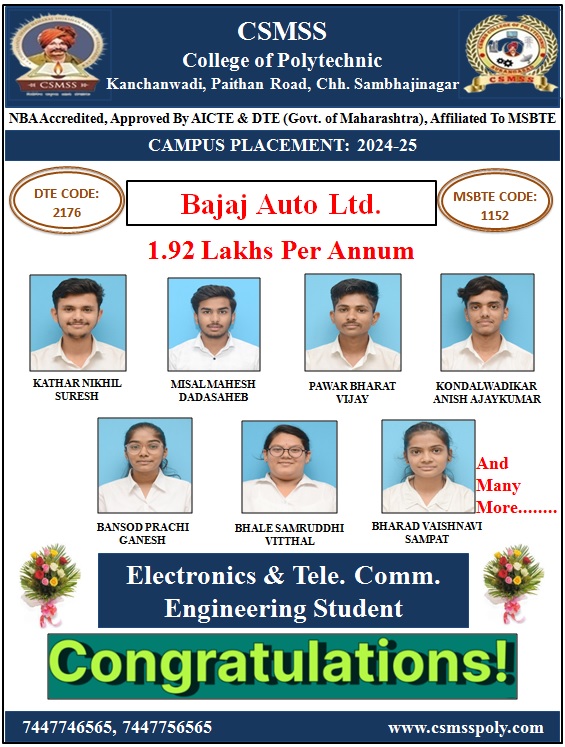 CSMSS
College of Polytechnic
Kanchanwadi, Paithan Road, Chh. Sambhajinagar
CSMSS
CSMSS
NBAAccredited, Approved By AICTE & DTE (Govt. of Maharashtra), Affiliated To MSBTE
CAMPUS PLACEMENT: 2024-25
DTE CODE:
2176
Bajaj Auto Ltd.
MSBTE CODE:
1152
1.92 Lakhs Per Annum
KATHAR NIKHIL
SURESH
MISAL MAHESH
DADASAHEB
PAWAR BHARAT
VIJAY
KONDALWADIKAR
ANISH AJAYKUMAR
BANSOD PRACHI
GANESH
BHALE SAMRUDDHI
VITTHAL
BHARAD VAISHNAVI
SAMPAT
And
Many
More........
Electronics & Tele. Comm.
Engineering Student
Congratulations!
7447746565, 7447756565
www.csmsspoly.com